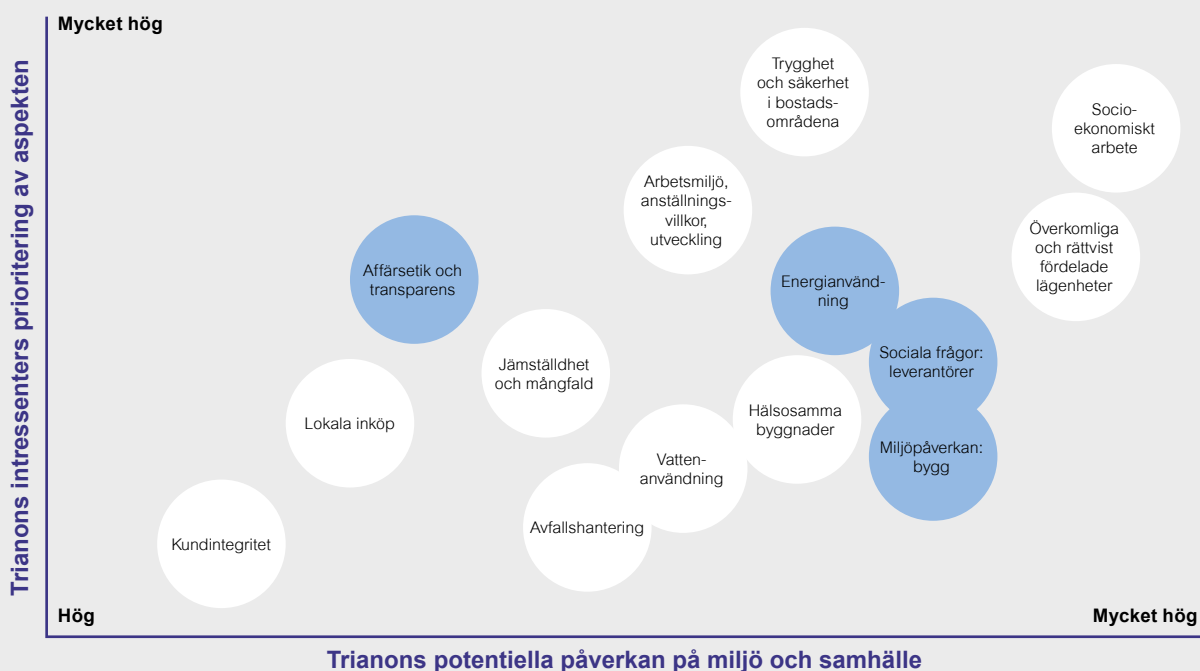 Mycket hög
Trianons intressenters prioritering av aspekten
Trygghet
och säkerhet
i bostads-
områdena
Socio-
ekonomiskt
arbete
Arbetsmiljö,
anställnings-
villkor,
utveckling
Överkomliga
och rättvist
fördelade
lägenheter
Affärsetik och
transparens
Energianvänd-
ning
Sociala frågor:
leverantörer
Jämställdhet
och mångfald
Hälsosamma
byggnader
Lokala inköp
Miljöpåverkan:
bygg
Vatten-
användning
Avfallshantering
Kundintegritet
Hög
Mycket hög
Trianons potentiella påverkan på miljö och samhälle